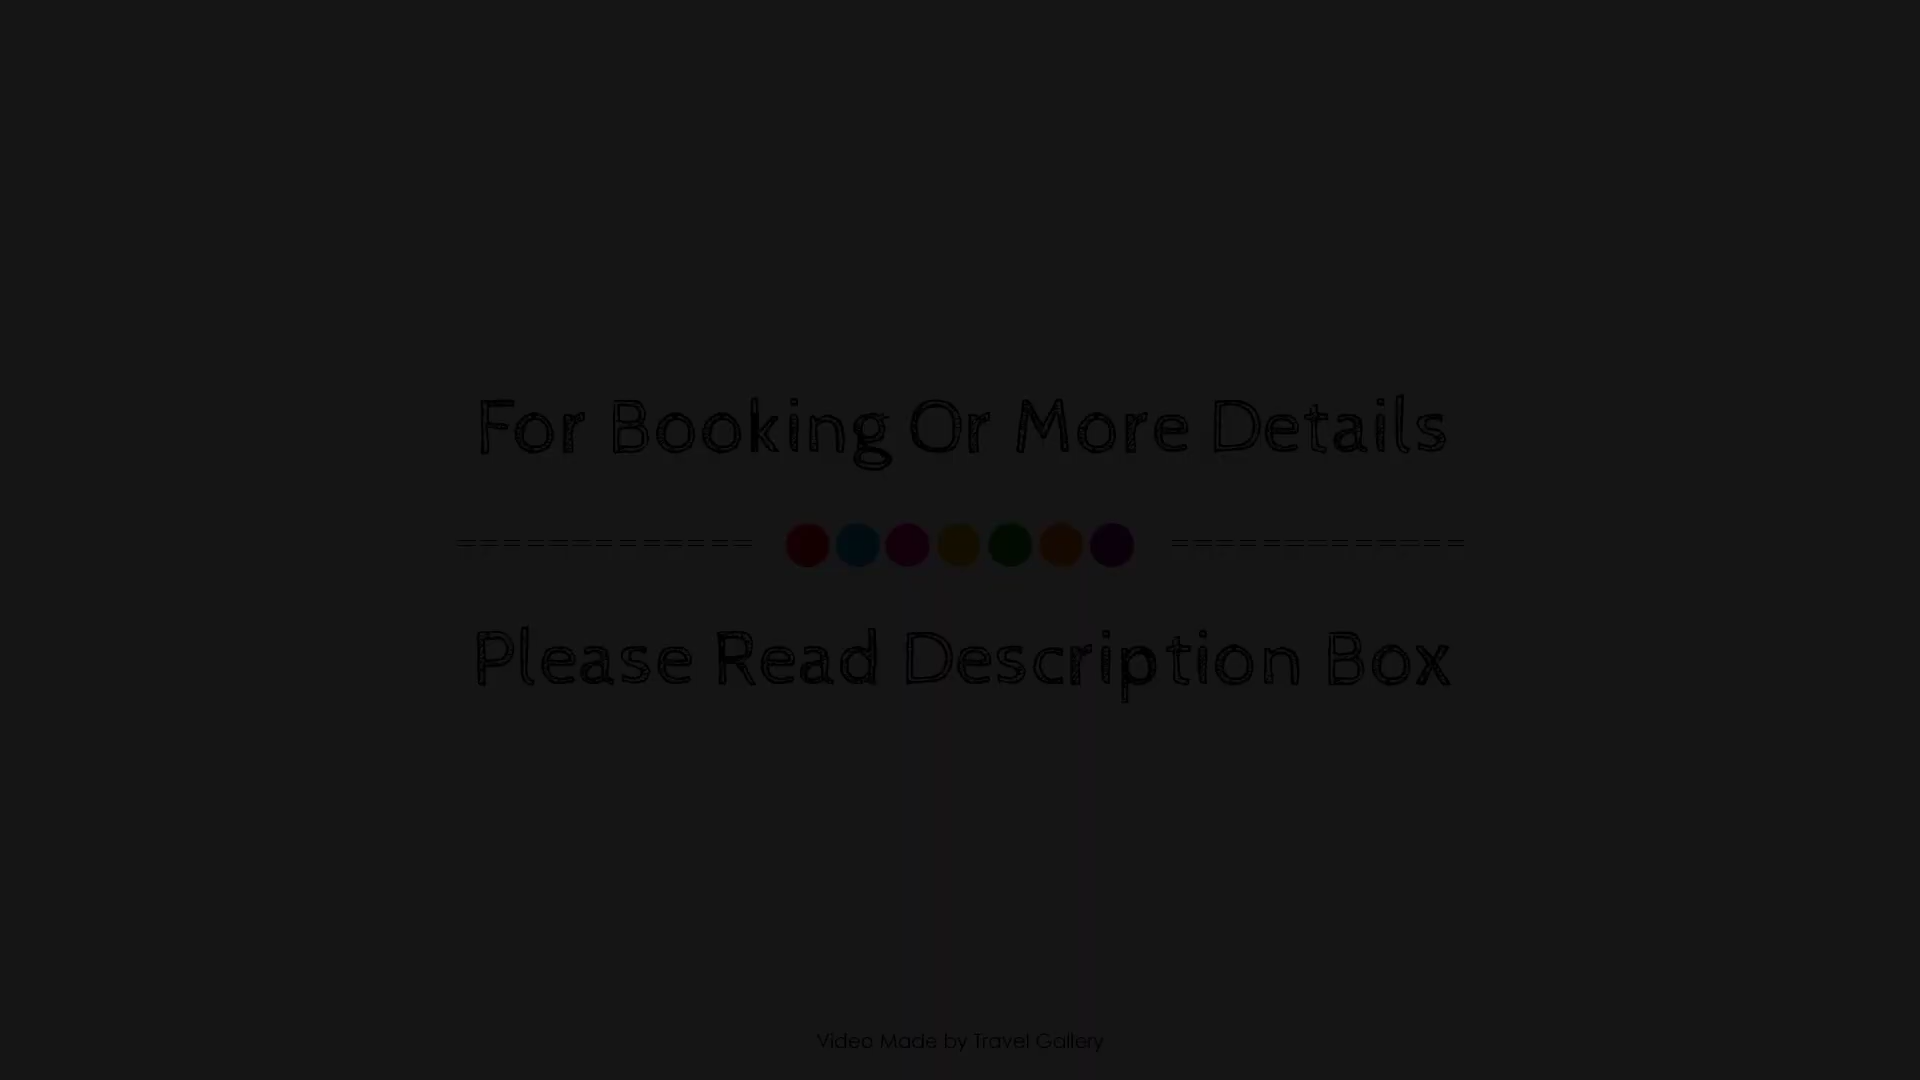 For Booking Or More Details
============= =============
Please Read Description Box
Video Made by Travel Gallery